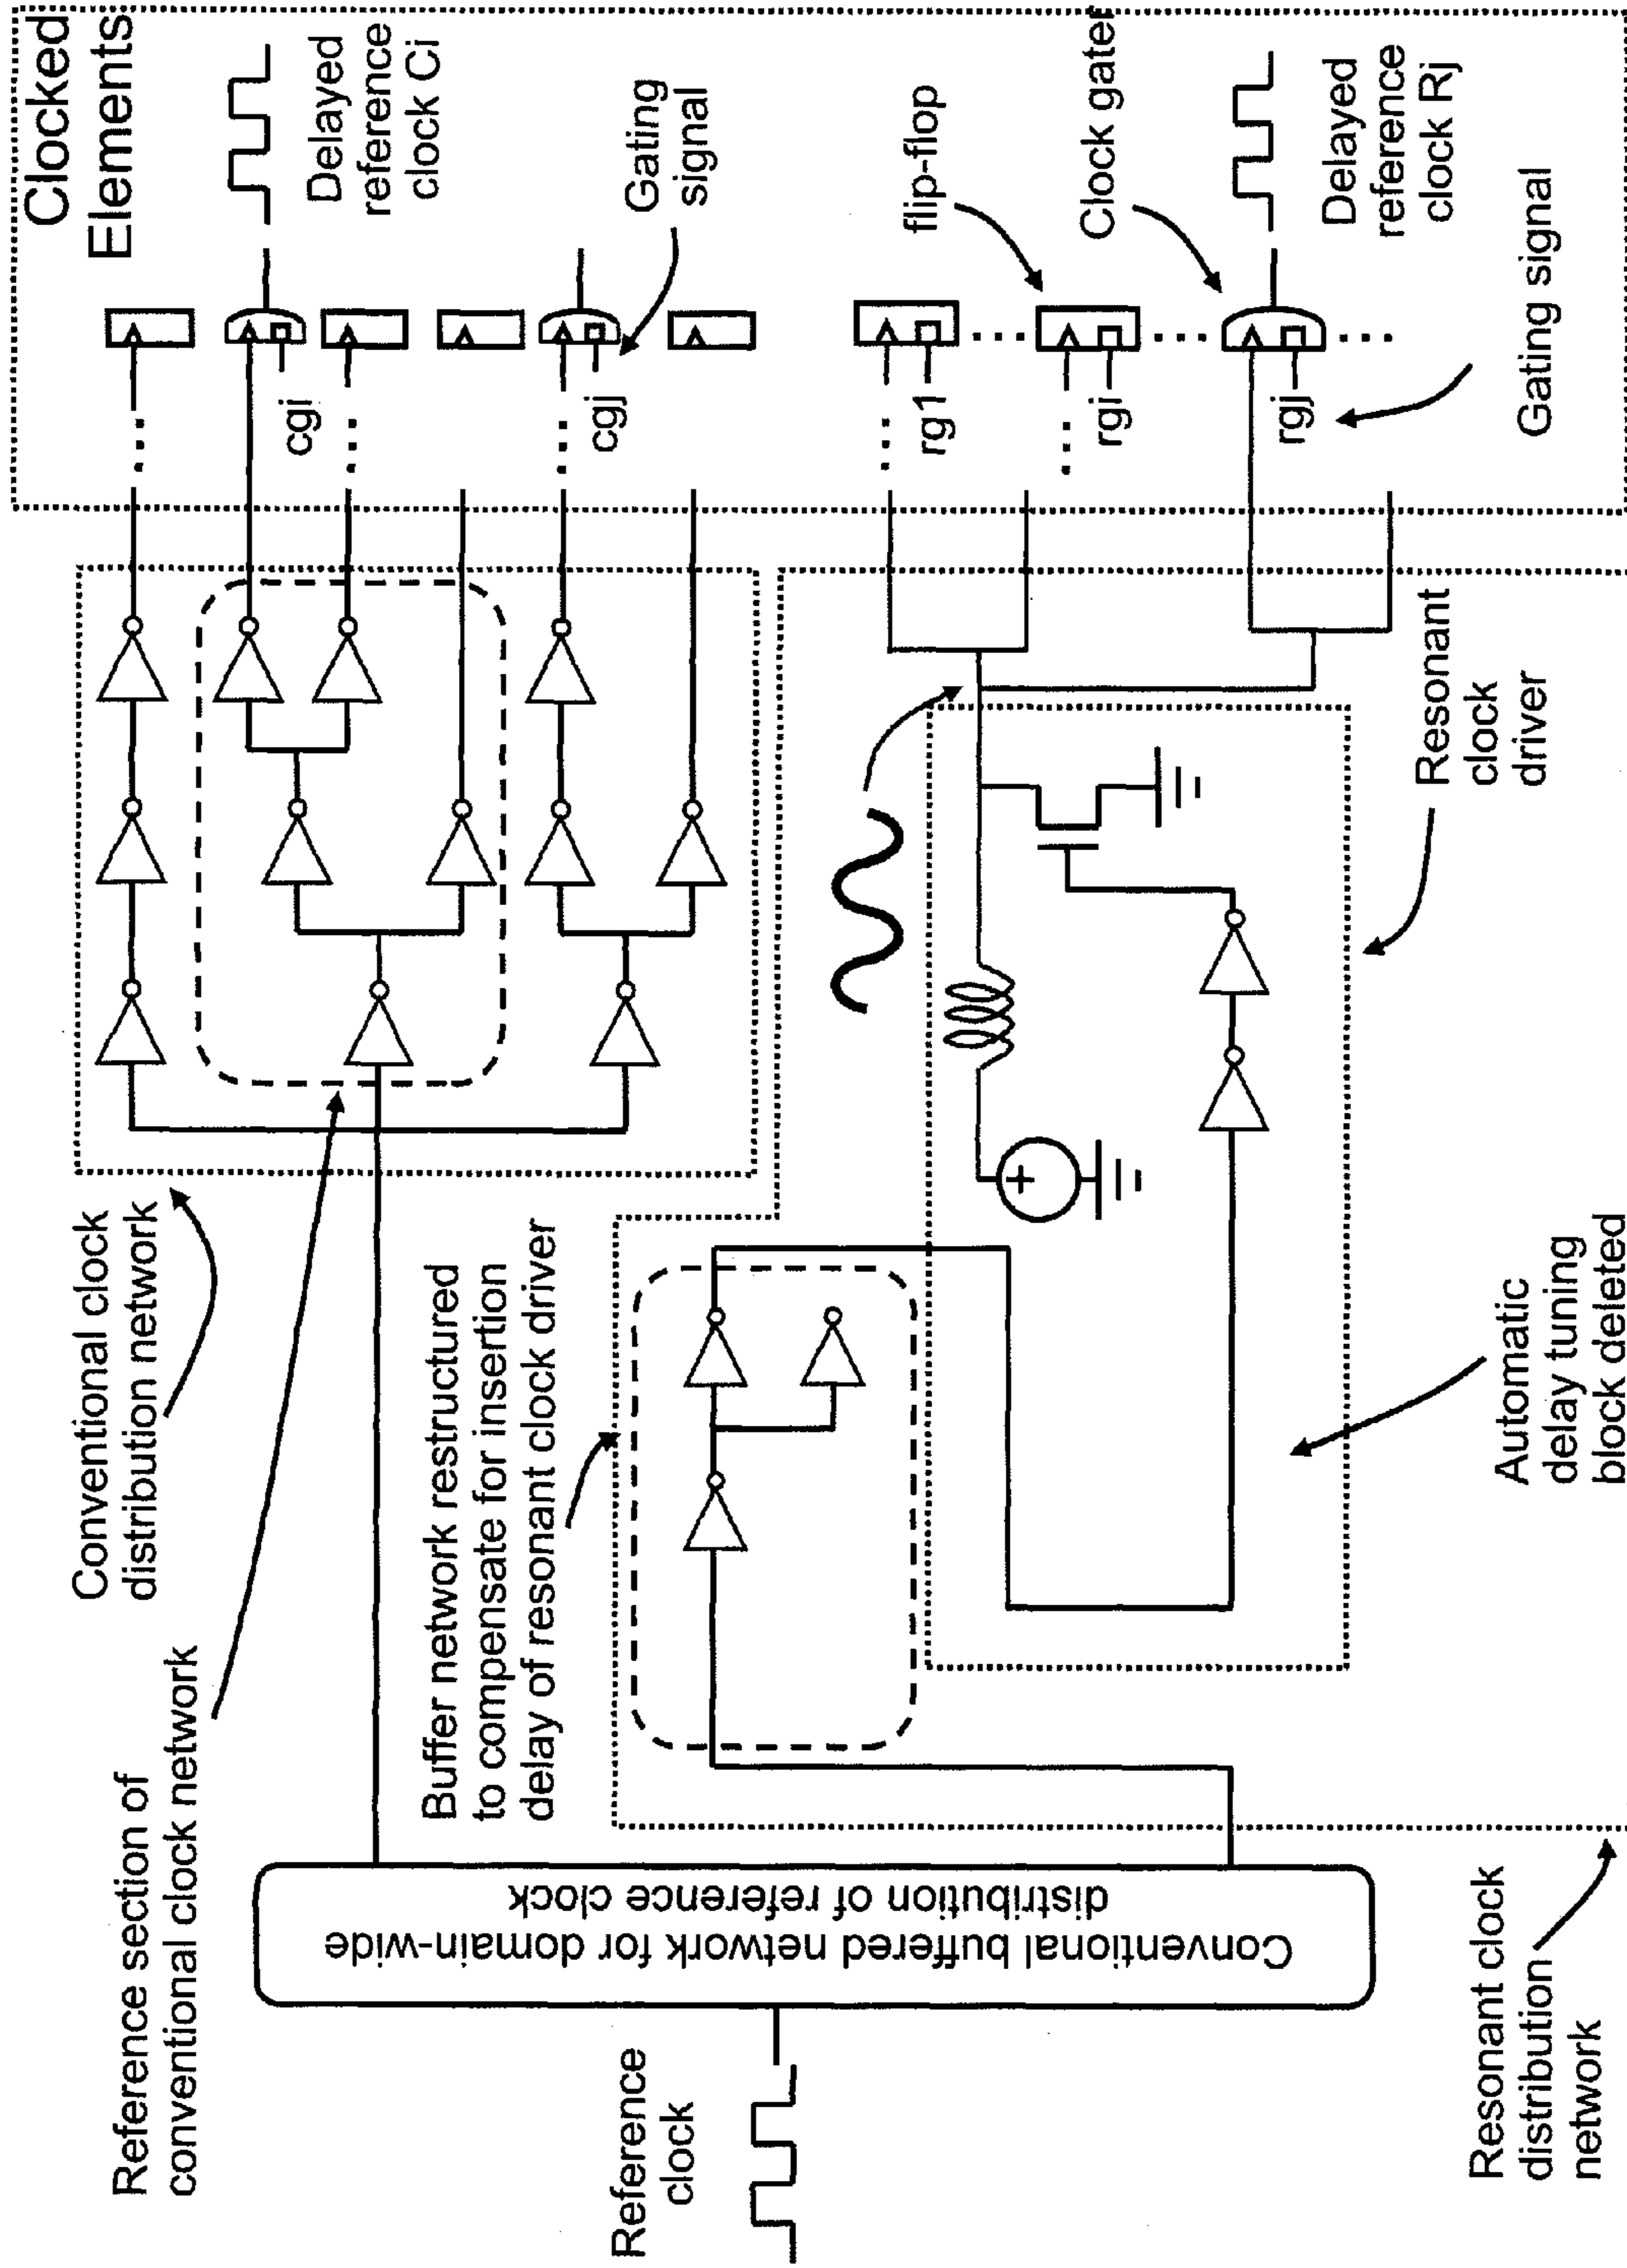 Reference section of
conventional clock network
Conventional clock
distribution network
Clocked
Elements
Delayed
reference
clock Ci
cgi
Gating
signal
cgj
Buffer network restructured
to compensate for insertion
delay of resonant clock driver
Reference
clock
Conventional buffered network for domain-wide
distribution of reference clock
flip-flop
rg1
rgi
Clock gater
rgj
Delayed
reference
clock Rj
Gating signal
Resonant
clock
driver
Automatic
delay tuning
block deleted
Resonant clock
distribution
network